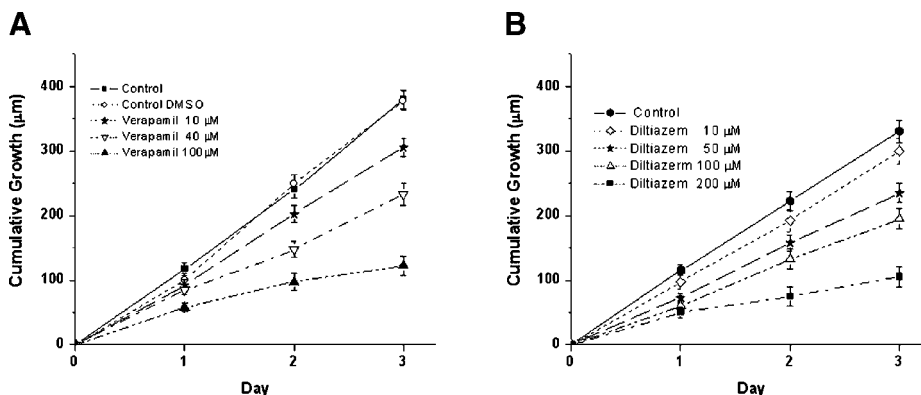 A
Cumulative Growth (μm)
400
300
200
100
0
Control
Control DMSO
Verapamil 10 μM
Verapamil 40 μM
Verapamil 100 μM
0 1 2 3
Day
B
Cumulative Growth (μm)
400
300
200
100
0
Control
Diltiazem 10 μM
Diltiazem 50 μM
Diltiazerm 100 μM
Diltiazem 200 μM
0 1 2 3
Day